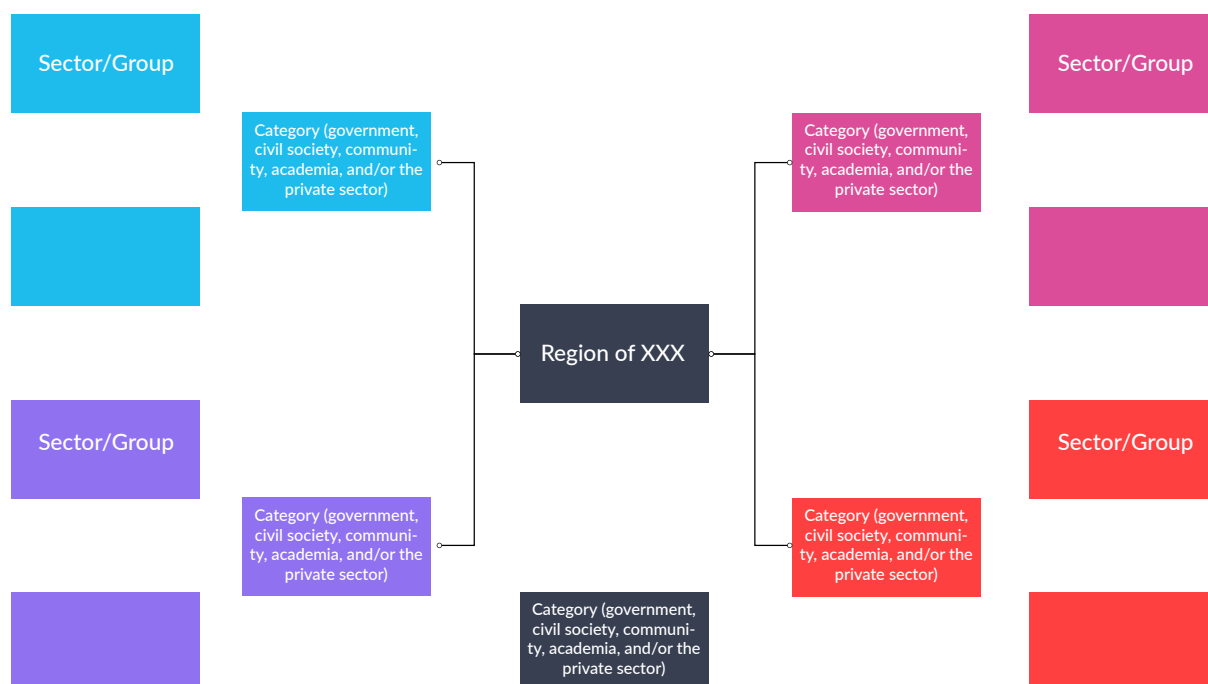 Sector/Group
Sector/Group
Category (government,
civil society, communi-
ty, academia, and/or the
private sector)
Category (government,
civil society, communi-
ty, academia, and/or the
private sector)
Region of XXX
Sector/Group
Sector/Group
Category (government,
civil society, communi-
ty, academia, and/or the
private sector)
Category (government,
civil society, communi-
ty, academia, and/or the
private sector)
Category (government,
civil society, communi-
ty, academia, and/or the
private sector)